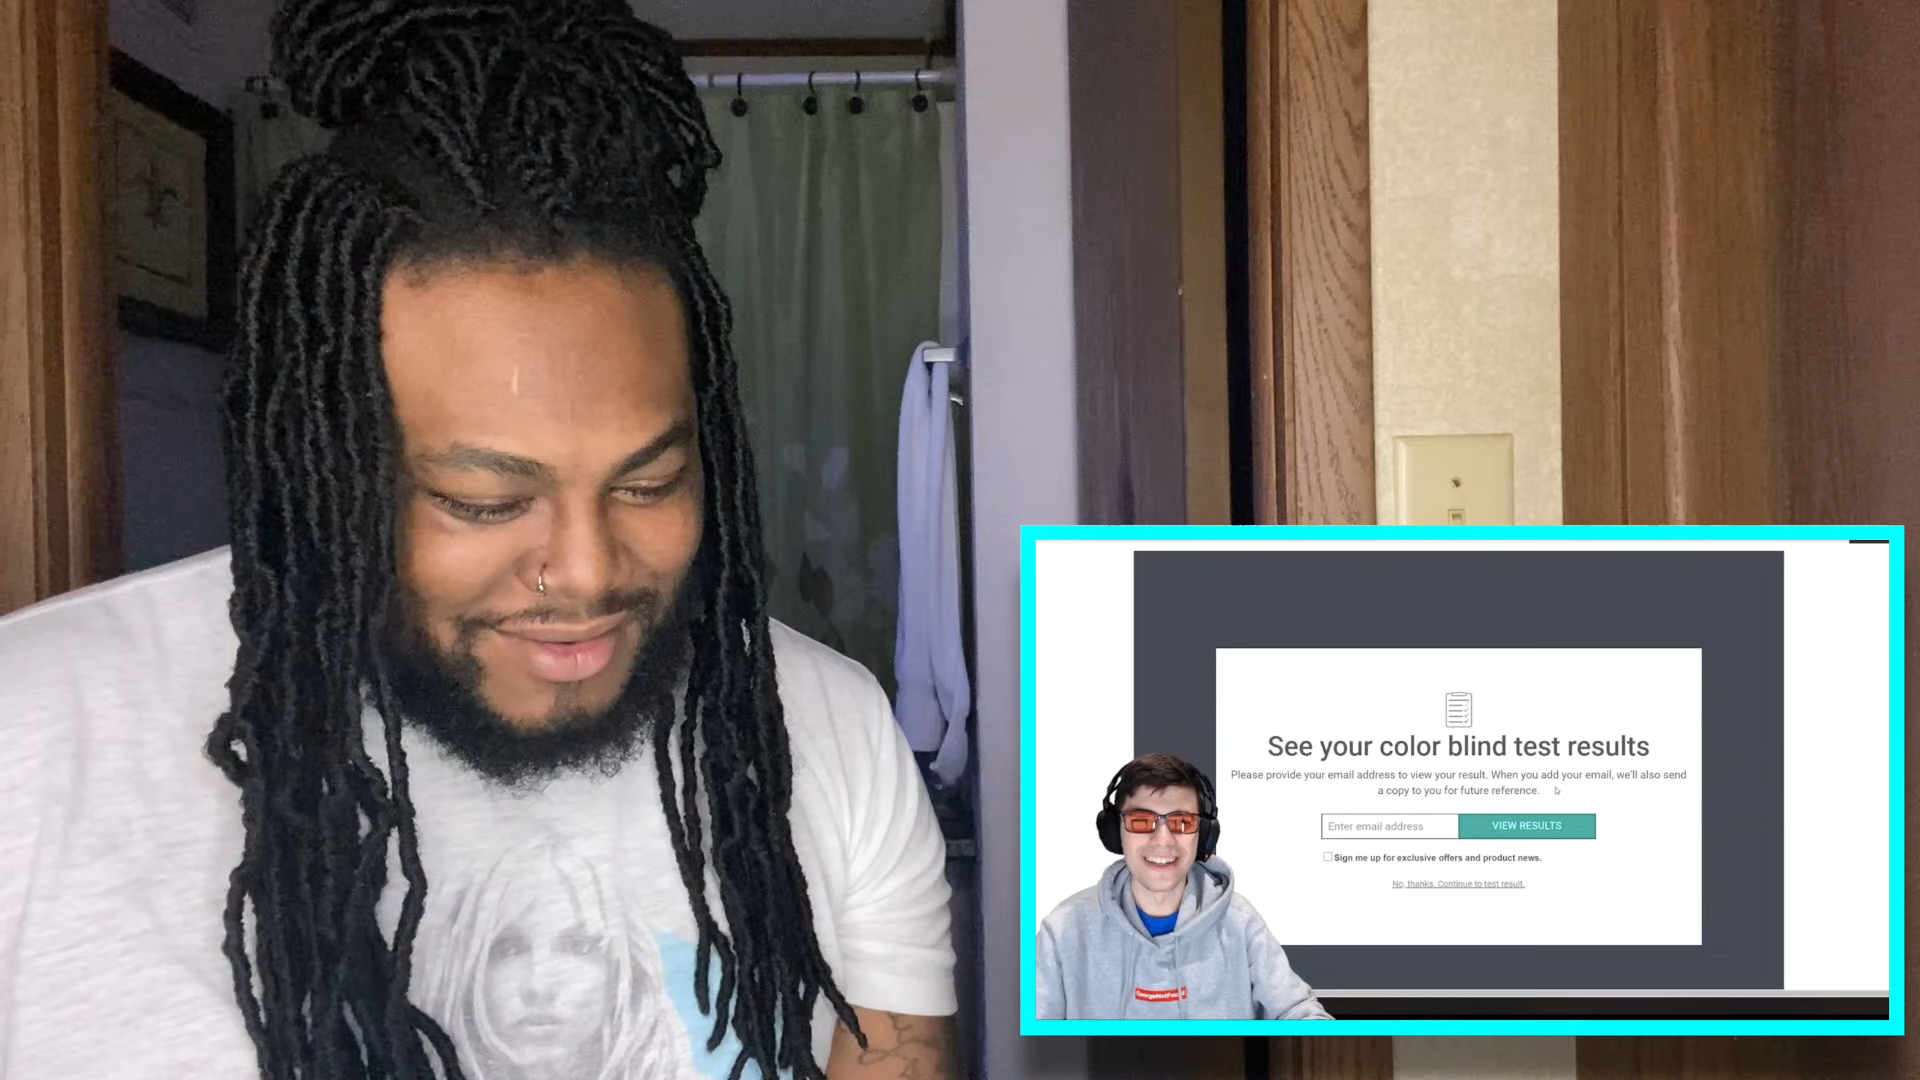 See your color blind test results
Please provide your email address to view your result. When you add your email, we'll also send
a copy to you for future reference.
Enter email address
VIEW RESULTS
Sign me up for exclusive offers and product news.
No, thanks. Continue to test result.
GeorgeNotFound